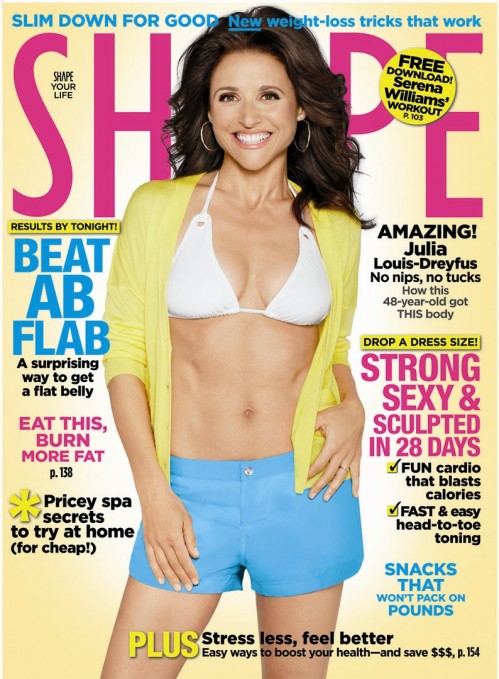 SLIM DOWN FOR GOOD New weight-loss tricks that work
SHAPE
SHAPE
YOUR
LIFE
FREE
DOWNLOAD!
Serena
Williams'
WORKOUT
P. 103
RESULTS BY TONIGHT!
BEAT
AB
FLAB
A surprising
way to get
a flat belly
EAT THIS,
BURN
MORE FAT
p. 138
* Pricey spa
secrets
to try at home
(for cheap!)
AMAZING!
Julia
Louis-Dreyfus
No nips, no tucks
How this
48-year-old got
THIS body
DROP A DRESS SIZE!
STRONG
SEXY &
SCULPTED
IN 28 DAYS
✓FUN cardio
that blasts
calories
✓FAST & easy
head-to-toe
toning
SNACKS
THAT
WON'T PACK ON
POUNDS
PLUS Stress less, feel better
Easy ways to boost your health—and save $$$, p. 154